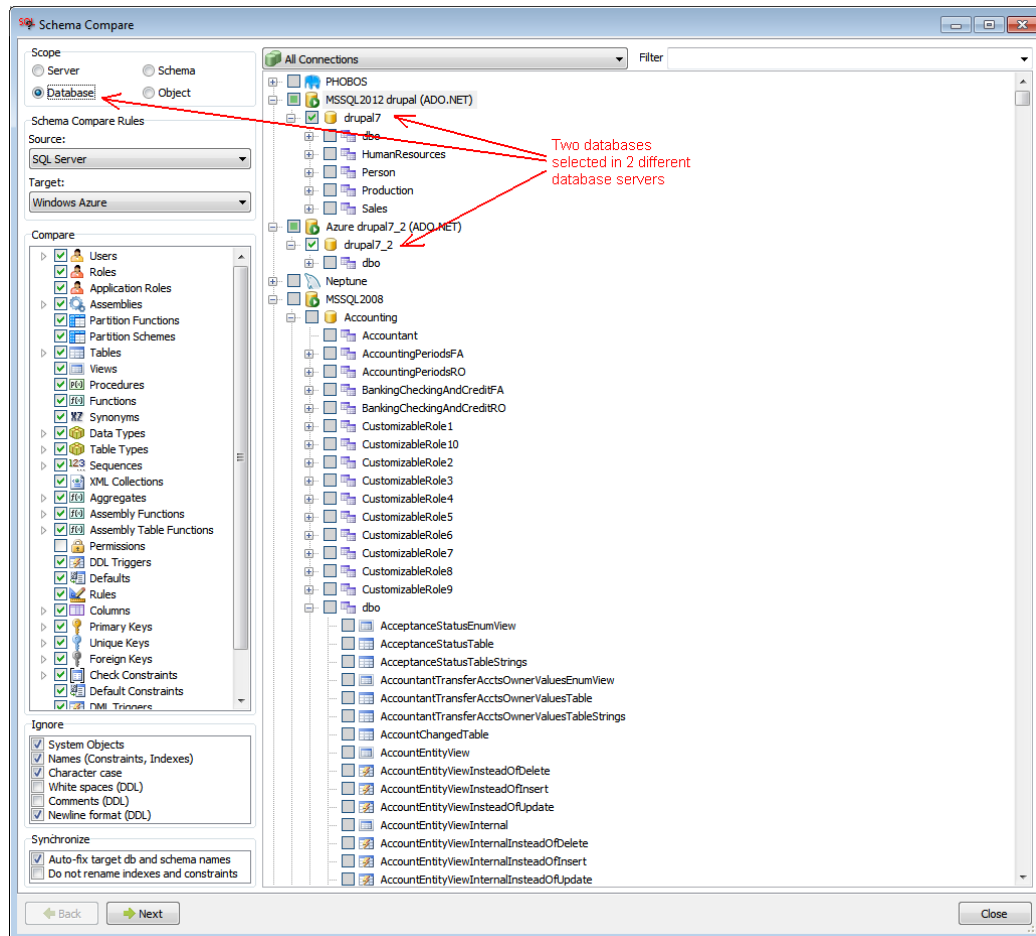 Schema Compare
Scope
Server
Schema
Database
Object
Schema Compare Rules
Source:
SQL Server
Target:
Windows Azure
Compare
Users
Roles
Application Roles
Assemblies
Partition Functions
Partition Schemes
Tables
Views
Procedures
Functions
Synonyms
Data Types
Table Types
Sequences
XML Collections
Aggregates
Assembly Functions
Assembly Table Functions
Permissions
DDL Triggers
Defaults
Rules
Columns
Primary Keys
Unique Keys
Foreign Keys
Check Constraints
Default Constraints
DML Triggers
Ignore
System Objects
Names (Constraints, Indexes)
Character case
White spaces (DDL)
Comments (DDL)
Newline format (DDL)
Synchronize
Auto-fix target db and schema names
Do not rename indexes and constraints
All Connections
Filter
PHOBOS
MSSQL2012 drupal (ADO.NET)
drupal7
dbo
HumanResources
Person
Production
Sales
Two databases
selected in 2 different
database servers
Azure drupal7_2 (ADO.NET)
drupal7_2
dbo
Neptune
MSSQL2008
Accounting
Accountant
AccountingPeriodsFA
AccountingPeriodsRO
BankingCheckingAndCreditFA
BankingCheckingAndCreditRO
CustomizableRole1
CustomizableRole10
CustomizableRole2
CustomizableRole3
CustomizableRole4
CustomizableRole5
CustomizableRole6
CustomizableRole7
CustomizableRole8
CustomizableRole9
dbo
AcceptanceStatusEnumView
AcceptanceStatusTable
AcceptanceStatusTableStrings
AccountantTransferAcctsOwnerValuesEnumView
AccountantTransferAcctsOwnerValuesTable
AccountantTransferAcctsOwnerValuesTableStrings
AccountChangedTable
AccountEntityView
AccountEntityViewInsteadOfDelete
AccountEntityViewInsteadOfInsert
AccountEntityViewInsteadOfUpdate
AccountEntityViewInternal
AccountEntityViewInternalInsteadOfDelete
AccountEntityViewInternalInsteadOfInsert
AccountEntityViewInternalInsteadOfUpdate
Back
Next
Close